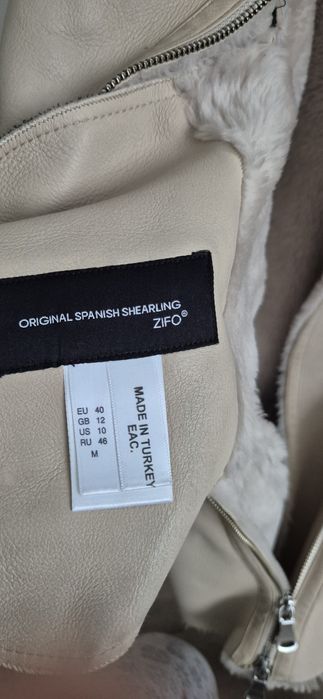 ORIGINAL SPANISH SHEARLING
ZIFO®
EU 40
GB 12
US 10
RU 46
M
MADE IN TURKEY
EAC.